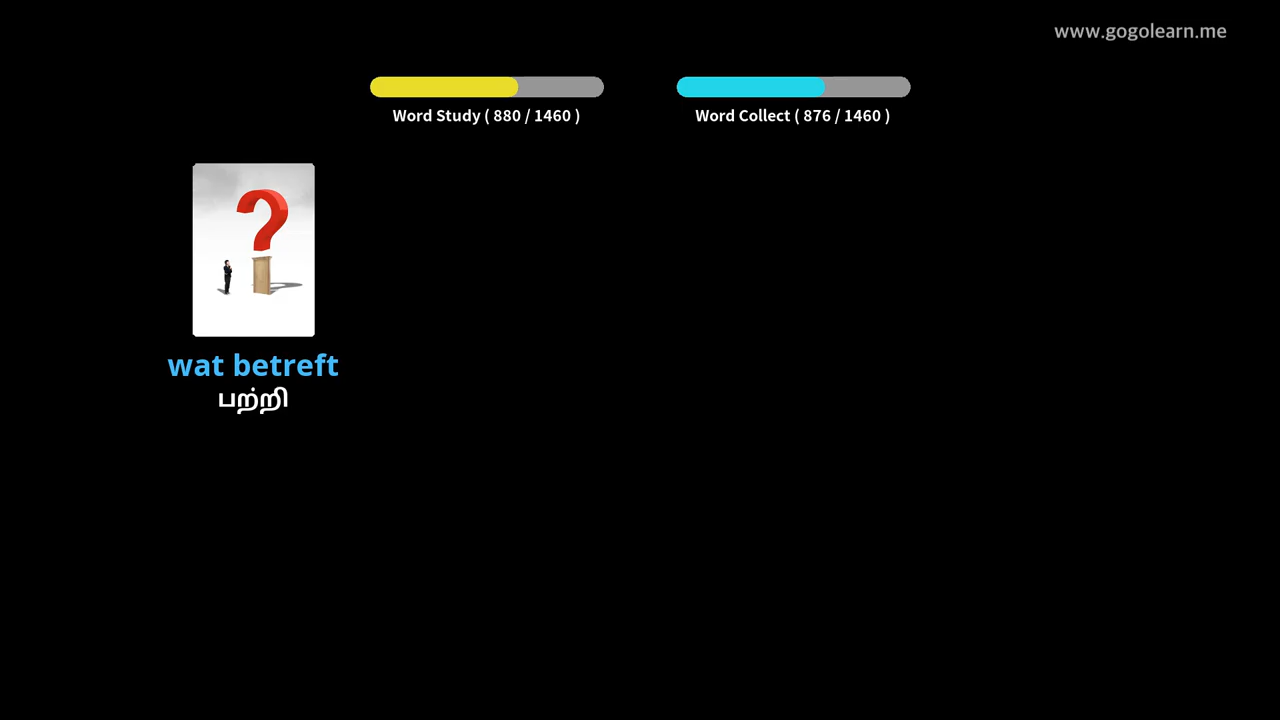 www.gogolearn.me
Word Study ( 880 / 1460 )
Word Collect ( 876 / 1460 )
wat betreft
பற்றி